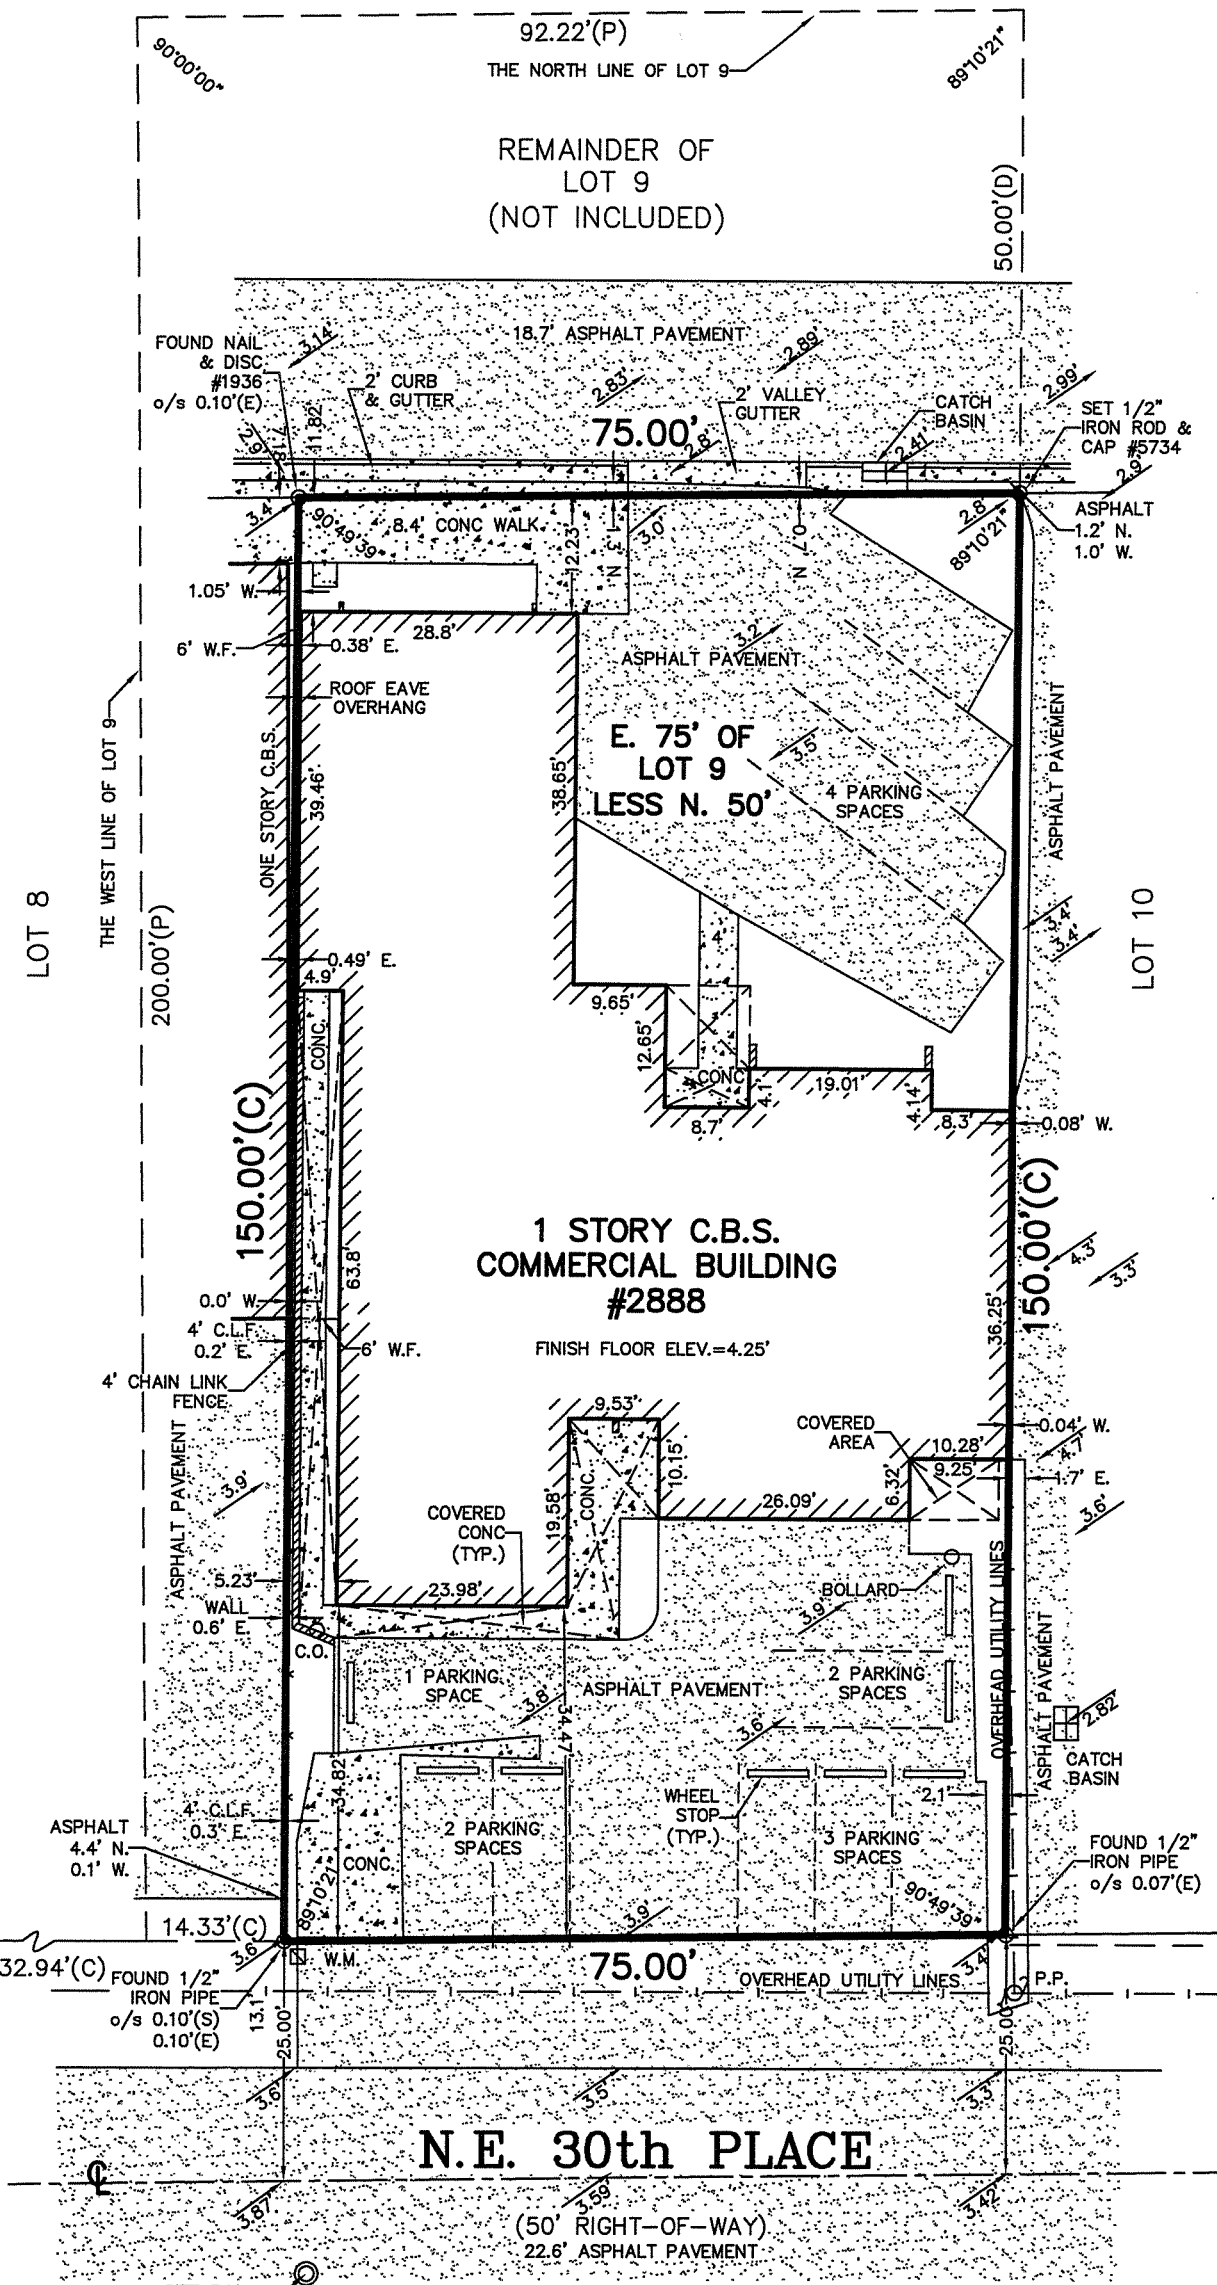 92.22'(P)
THE NORTH LINE OF LOT 9
90°00'00"
89°10'21"
REMAINDER OF
LOT 9
(NOT INCLUDED)
50.00'(D)
18.7' ASPHALT PAVEMENT
3.14
2.89'
2.83'
2.99'
FOUND NAIL
& DISC
#1936
o/s 0.10'(E)
2' CURB
& GUTTER
2' VALLEY
GUTTER
CATCH
BASIN
SET 1/2"
IRON ROD &
CAP #5734
2.9'
11.82
75.00'
2.8'
2.41'
2.9'
3.4'
90°49'39"
8.4' CONC WALK
12.23'
1.3' N
3.0'
0.7' N
2.8'
89°10'21"
ASPHALT
1.2' N.
1.0' W.
1.05' W.
28.8'
6' W.F.
0.38' E.
3.2'
ASPHALT PAVEMENT
ROOF EAVE
OVERHANG
E. 75' OF
LOT 9
LESS N. 50'
3.5'
4 PARKING
SPACES
ASPHALT PAVEMENT
THE WEST LINE OF LOT 9
ONE STORY C.B.S.
39.46'
38.65'
LOT 8
200.00'(P)
LOT 10
3.4'
3.4'
4'
0.49' E.
4.9'
CONC.
9.65'
12.65'
CONC
4.1'
19.01'
4.14'
8.7'
8.3'
0.08' W.
150.00'(C)
150.00'(C)
1 STORY C.B.S.
COMMERCIAL BUILDING
#2888
FINISH FLOOR ELEV.=4.25'
63.8'
36.25'
4.3'
3.3'
0.0' W.
4' C.L.F.
0.2' E.
6' W.F.
4' CHAIN LINK
FENCE
9.53'
10.15'
COVERED
AREA
0.04' W.
10.28'
9.25'
4.7'
1.7' E.
ASPHALT PAVEMENT
3.9'
COVERED
CONC
(TYP.)
19.58'
CONC.
26.09'
6.32'
3.6'
5.23'
23.98'
WALL
0.6' E.
C.O.
BOLLARD
3.9'
OVERHEAD UTILITY LINES
ASPHALT PAVEMENT
1 PARKING
SPACE
3.8'
ASPHALT PAVEMENT
2 PARKING
SPACES
34.47'
3.6'
2.82'
CATCH
BASIN
34.82'
WHEEL
STOP
(TYP.)
2.1'
4' C.L.F.
0.3' E.
ASPHALT
4.4' N.
0.1' W.
2 PARKING
SPACES
3 PARKING
SPACES
CONC.
89°10'21"
90°49'39"
FOUND 1/2"
IRON PIPE
o/s 0.07'(E)
14.33'(C)
3.6'
3.9'
3.4'
32.94'(C)
W.M.
75.00'
OVERHEAD UTILITY LINES
P.P.
FOUND 1/2"
IRON PIPE
o/s 0.10'(S)
0.10'(E)
13.1'
25.00'
25.00'
3.6'
3.5'
3.3'
N.E. 30th PLACE
3.87'
3.59'
3.42'
(50' RIGHT-OF-WAY)
22.6' ASPHALT PAVEMENT